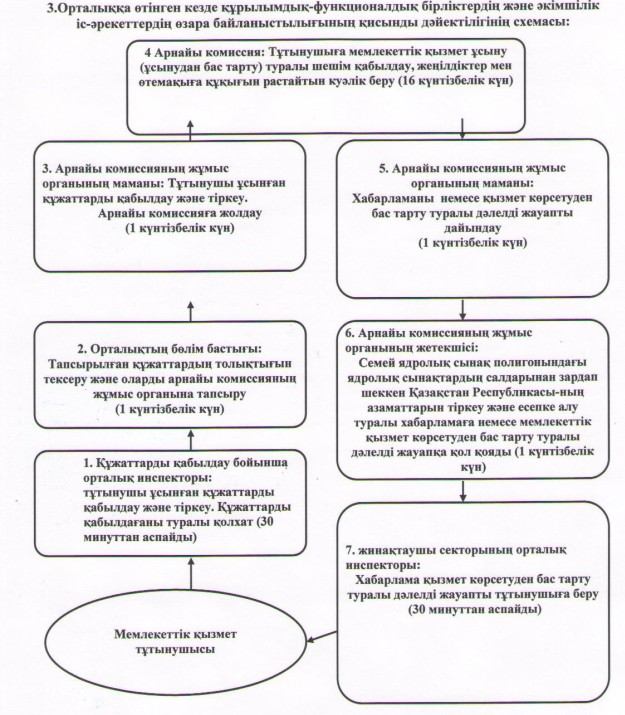 3.Орталыққа өтінген кезде құрылымдық-функционалдық бірліктердің және әкімшілік
іс-әрекеттердің өзара байланыстылығының қисынды дәйектілігінің схемасы:
4 Арнайы комиссия: Тұтынушыға мемлекеттік қызмет ұсыну
(ұсынудан бас тарту) туралы шешім қабылдау, жеңілдіктер мен
өтемақыға құқығын растайтын куәлік беру (16 күнтізбелік күн)
3. Арнайы комиссияның жұмыс
органының маманы: Тұтынушы ұсынған
құжаттарды қабылдау және тіркеу.
Арнайы комиссияға жолдау
(1 күнтізбелік күн)
5. Арнайы комиссияның жұмыс
органының маманы:
Хабарламаны немесе қызмет көрсетуден
бас тарту туралы дәлелді жауапты
дайындау
(1 күнтізбелік күн)
2. Орталықтың бөлім бастығы:
Тапсырылған құжаттардың толықтығын
тексеру және оларды арнайы комиссияның
жұмыс органына тапсыру
(1 күнтізбелік күн)
6. Арнайы комиссияның жұмыс
органының жетекшісі:
Семей ядролық сынақ полигонындағы
ядролық сынақтардың салдарынан зардап
шеккен Қазақстан Республикасы-ның
азаматтарын тіркеу және есепке алу
туралы хабарламаға немесе мемлекеттік
қызмет көрсетуден бас тарту туралы
дәлелді жауапқа қол қояды (1 күнтізбелік
күн)
1. Құжаттарды қабылдау бойынша
орталық инспекторы:
тұтынушы ұсынған құжаттарды
қабылдау және тіркеу. Құжаттарды
қабылдағаны туралы қолхат (30
минуттан аспайды)
7. жинақтаушы секторының орталық
инспекторы:
Хабарлама қызмет көрсетуден бас тарту
туралы дәлелді жауапты тұтынушыға беру
(30 минуттан аспайды)
Мемлекеттік қызмет
тұтынушысы